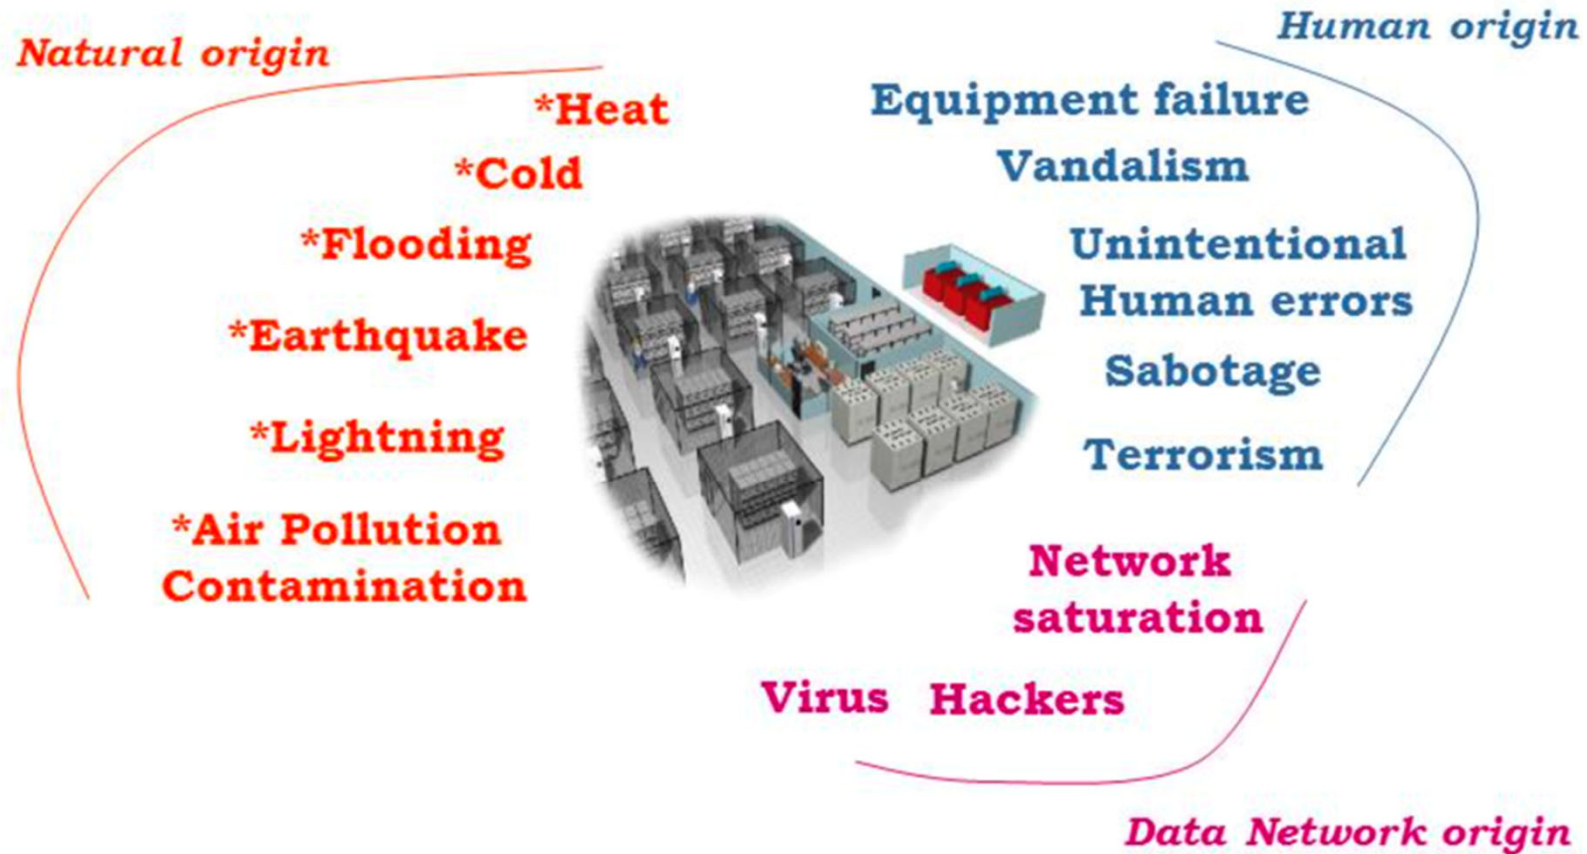 Natural origin
*Heat
*Cold
*Flooding
*Earthquake
*Lightning
*Air Pollution
Contamination
Human origin
Equipment failure
Vandalism
Unintentional
Human errors
Sabotage
Terrorism
Network
saturation
Virus Hackers
Data Network origin